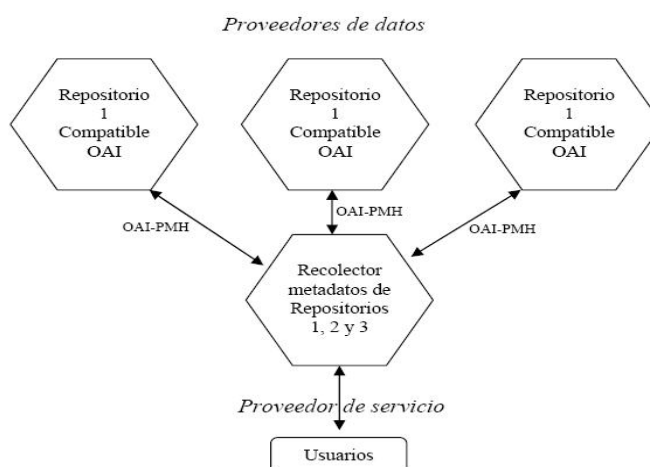 Proveedores de datos
Repositorio
1
Compatible
OAI
Repositorio
1
Compatible
OAI
Repositorio
1
Compatible
OAI
OAI-PMH
OAI-PMH
OAI-PMH
Recolector
metadatos de
Repositorios
1, 2 y 3
Proveedor de servicio
Usuarios